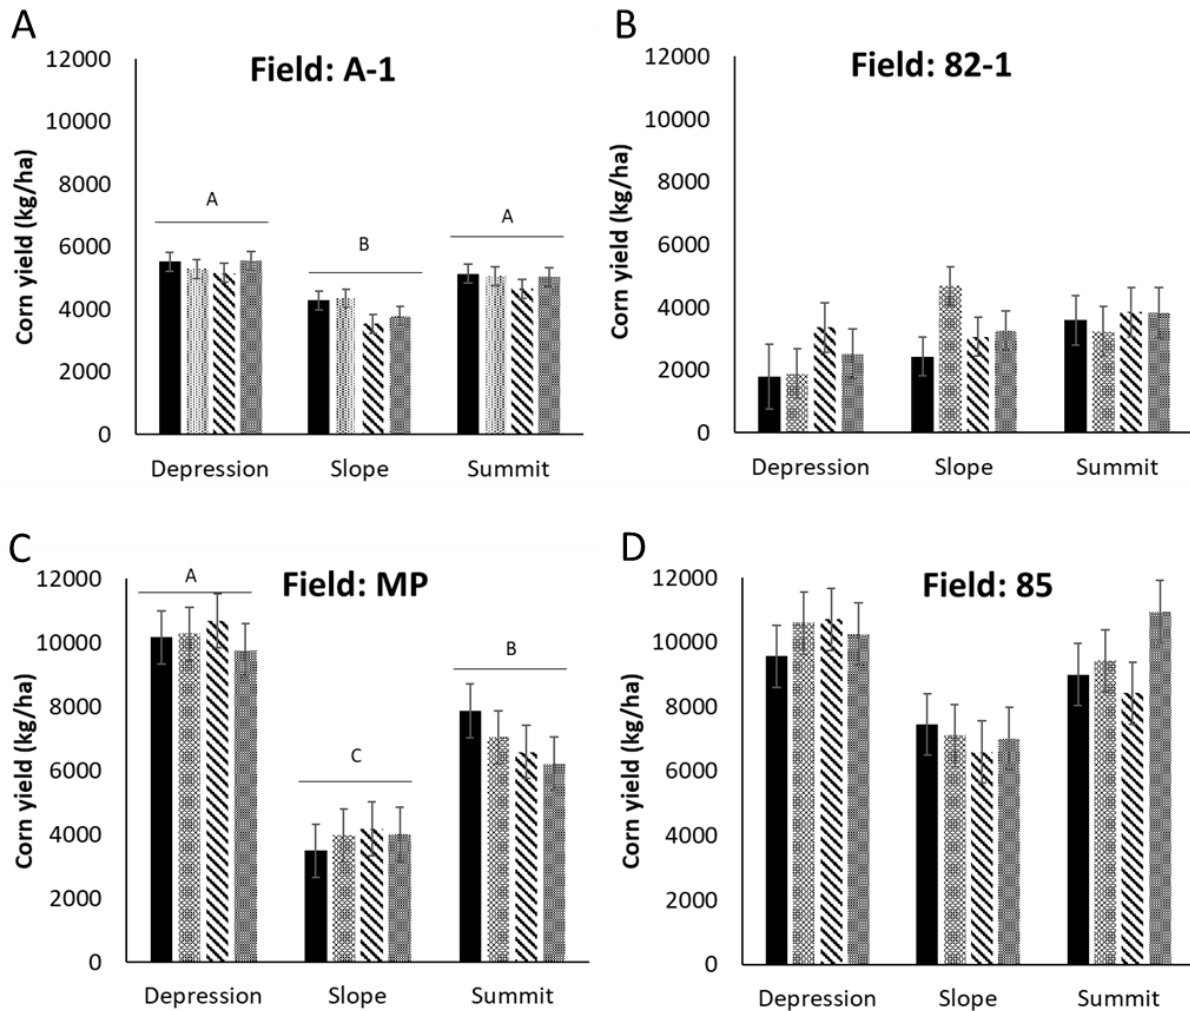 A
Field: A-1
Corn yield (kg/ha)
12000
10000
8000
6000
4000
2000
0
A
B
A
Depression
Slope
Summit
B
Field: 82-1
Corn yield (kg/ha)
12000
10000
8000
6000
4000
2000
0
Depression
Slope
Summit
C
Field: MP
Corn yield (kg/ha)
12000
10000
8000
6000
4000
2000
0
A
C
B
Depression
Slope
Summit
D
Field: 85
Corn yield (kg/ha)
12000
10000
8000
6000
4000
2000
0
Depression
Slope
Summit